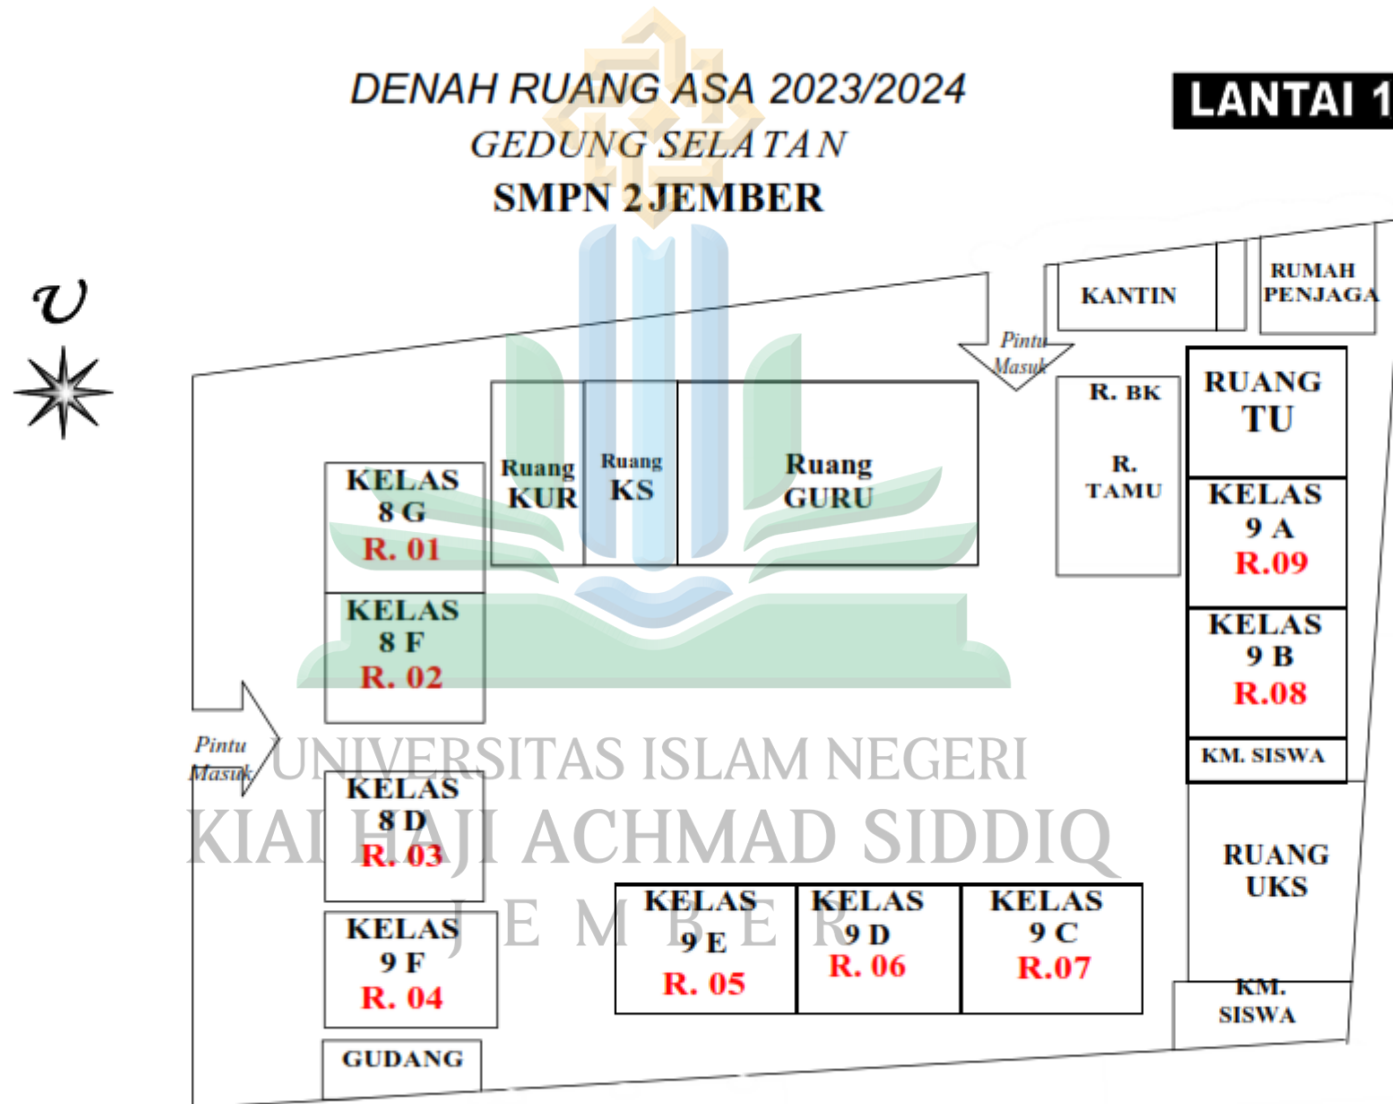 DENAH RUANG ASA 2023/2024
LANTAI 1
GEDUNG SELATAN
SMPN 2 JEMBER
U
KANTIN
RUMAH
PENJAGA
Pintu
Masuk
R. BK
R.
TAMU
RUANG
TU
Ruang
KUR
Ruang
KS
Ruang
GURU
KELAS
8 G
R. 01
KELAS
9 A
R.09
KELAS
8 F
R. 02
KELAS
9 B
R.08
Pintu
Masuk
KM. SISWA
UNIVERSITAS ISLAM NEGERI
KIAI HAJI ACHMAD SIDDIQ
JEMBER
KELAS
8 D
R. 03
RUANG
UKS
KELAS
9 F
R. 04
KELAS
9 E
R. 05
KELAS
9 D
R. 06
KELAS
9 C
R.07
KM.
SISWA
GUDANG